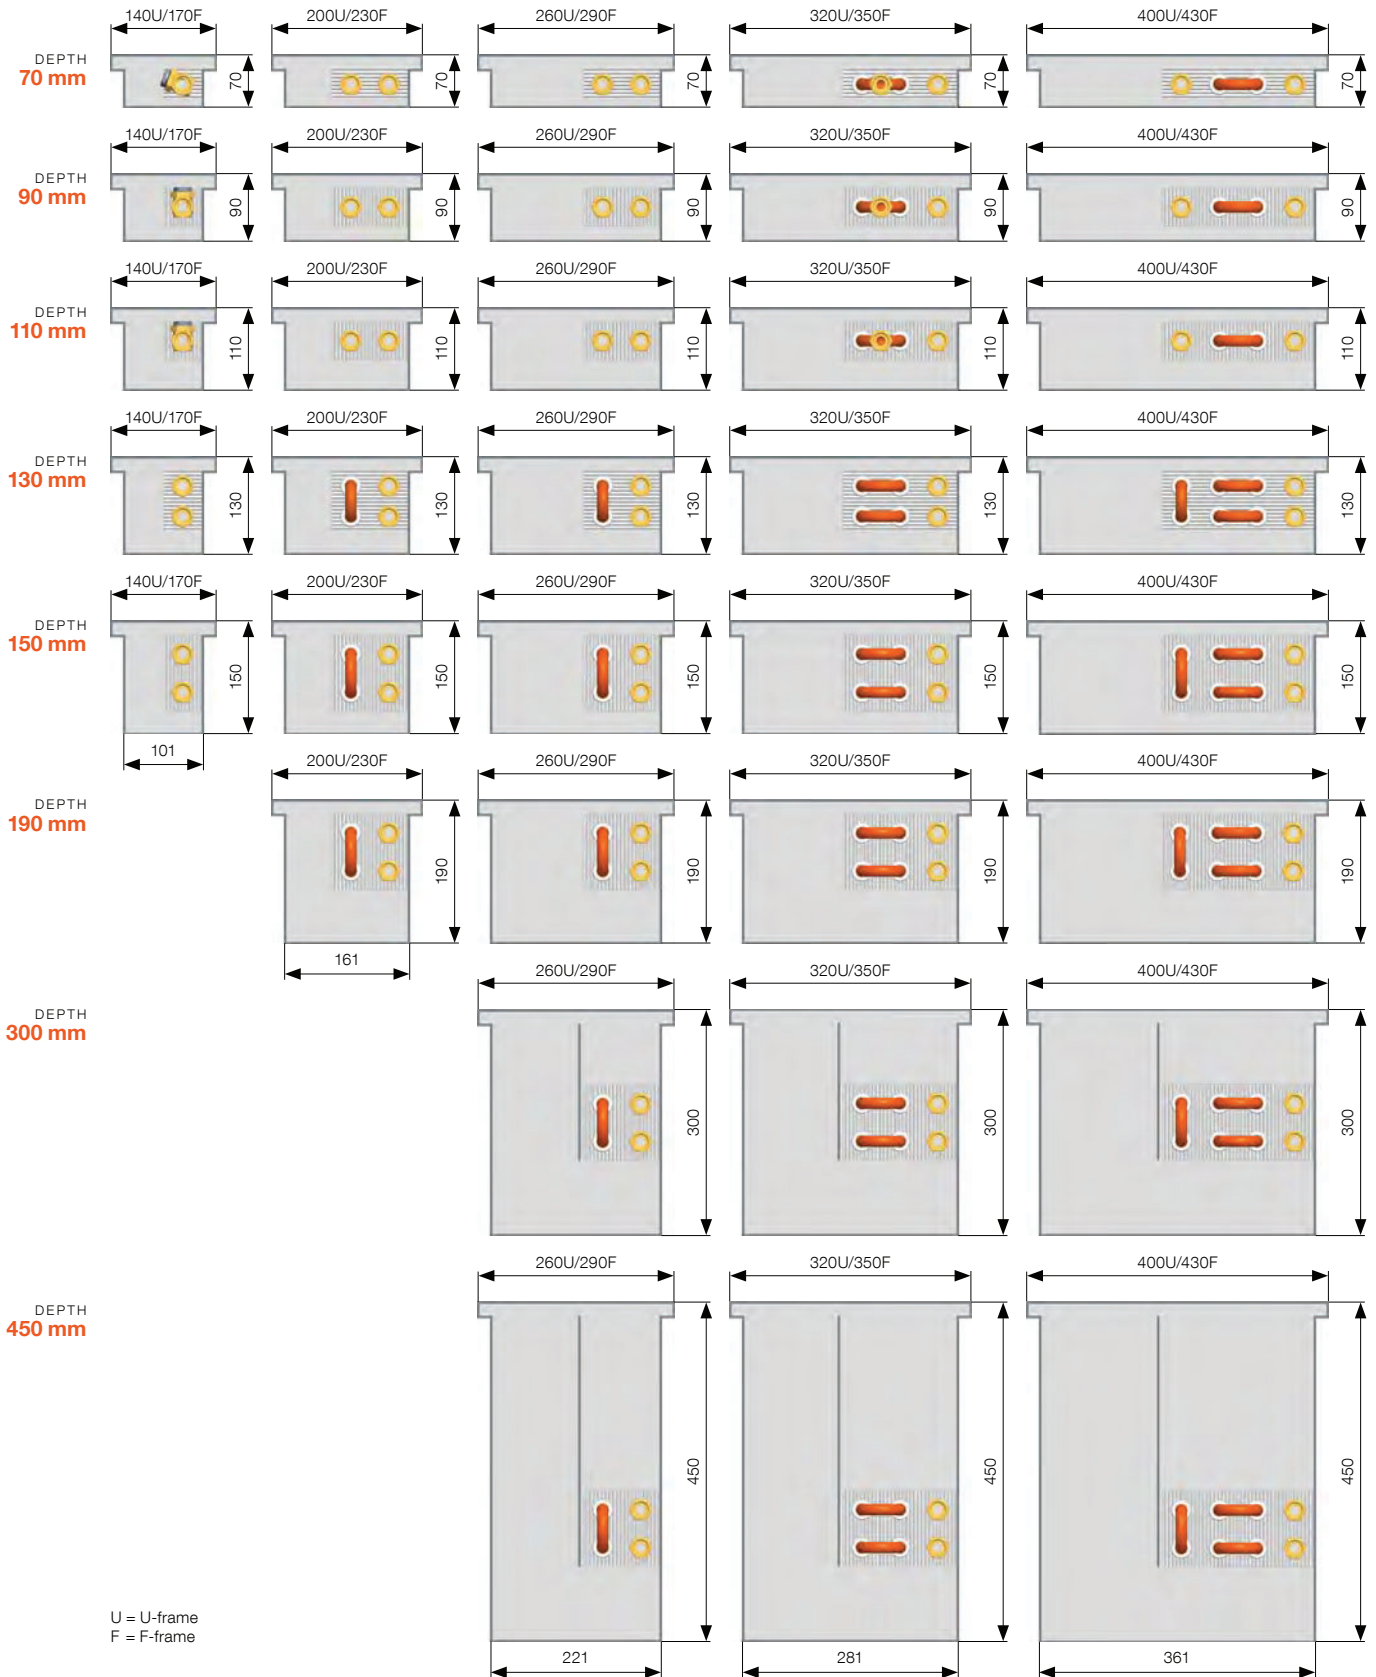 140U/170F 200U/230F 260U/290F 320U/350F 400U/430F
DEPTH
70 mm
70 70 70 70 70
140U/170F 200U/230F 260U/290F 320U/350F 400U/430F
DEPTH
90 mm
90 90 90 90 90
140U/170F 200U/230F 260U/290F 320U/350F 400U/430F
DEPTH
110 mm
110 110 110 110 110
140U/170F 200U/230F 260U/290F 320U/350F 400U/430F
DEPTH
130 mm
130 130 130 130 130
140U/170F 200U/230F 260U/290F 320U/350F 400U/430F
DEPTH
150 mm
150 150 150 150 150
101
200U/230F 260U/290F 320U/350F 400U/430F
DEPTH
190 mm
190 190 190 190
161
260U/290F 320U/350F 400U/430F
DEPTH
300 mm
300 300 300
260U/290F 320U/350F 400U/430F
DEPTH
450 mm
450 450 450
U = U-frame
F = F-frame
221 281 361